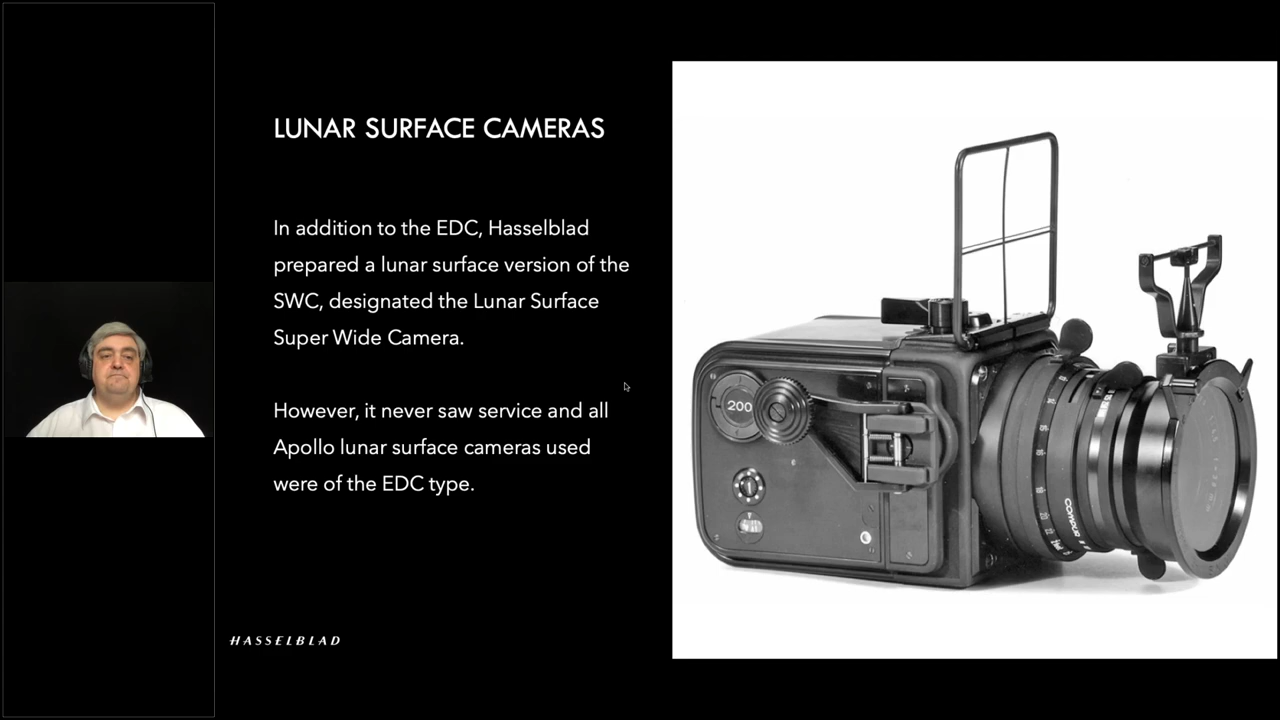 LUNAR SURFACE CAMERAS
In addition to the EDC, Hasselblad
prepared a lunar surface version of the
SWC, designated the Lunar Surface
Super Wide Camera.
However, it never saw service and all
Apollo lunar surface cameras used
were of the EDC type.
HASSELBLAD
200
COMPUR